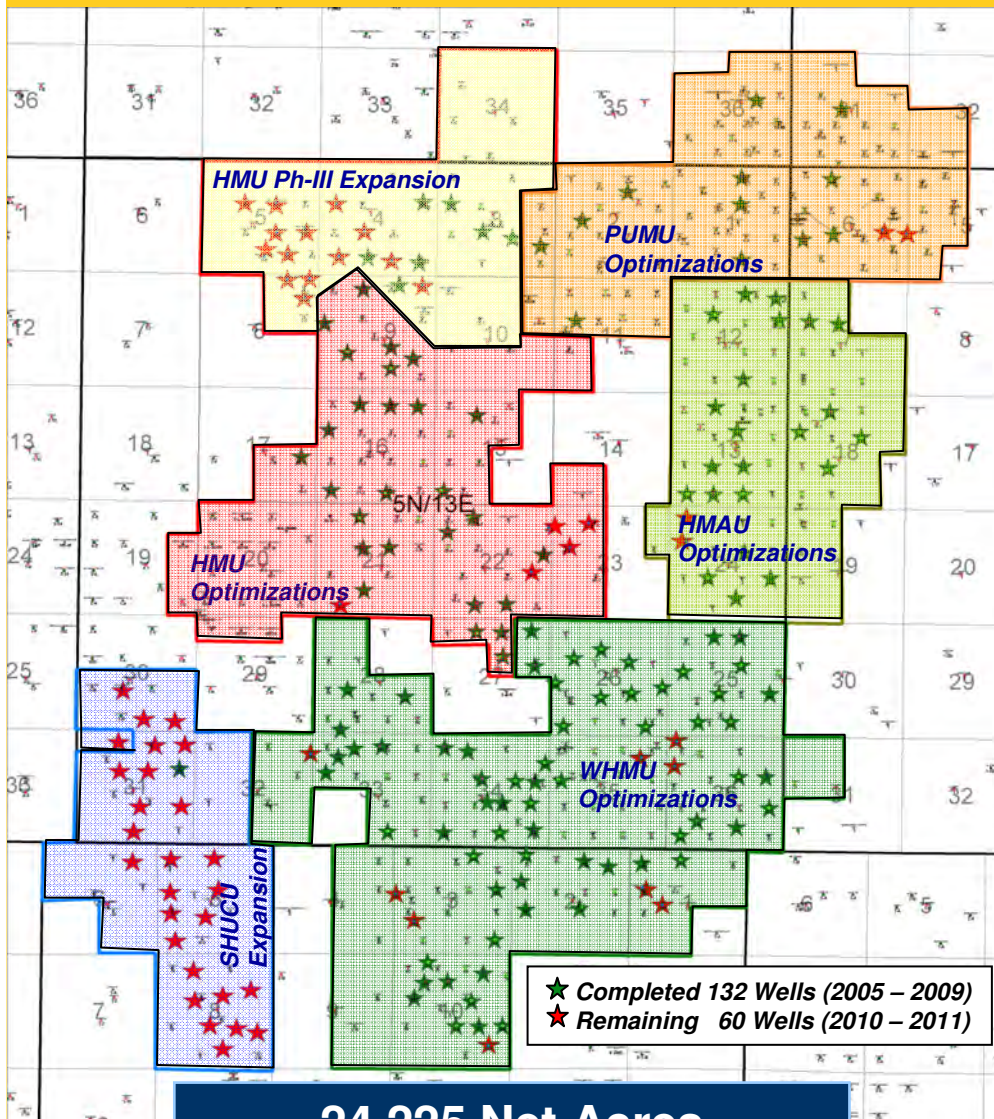 36 31 32 33 34 35 36 31 32
HMU Ph-III Expansion
1 6 5 4 3 2 1 6 5
PUMU
Optimizations
12 7 8 9 10 11 12 8
13 18 17 16 15 14 13 18 17
5N/13E
HMAU
Optimizations
24 19 20 21 22 23 24 19 20
HMU
Optimizations
25 30 29 28 27 26 25 30 29
WHMU
Optimizations
36 31 32 33 34 35 36 31 32
SHUCU
Expansion
6 5 3 2 1 6 5
7 8 9 10
Completed 132 Wells (2005 – 2009)
Remaining 60 Wells (2010 – 2011)
24,225 Net Acres